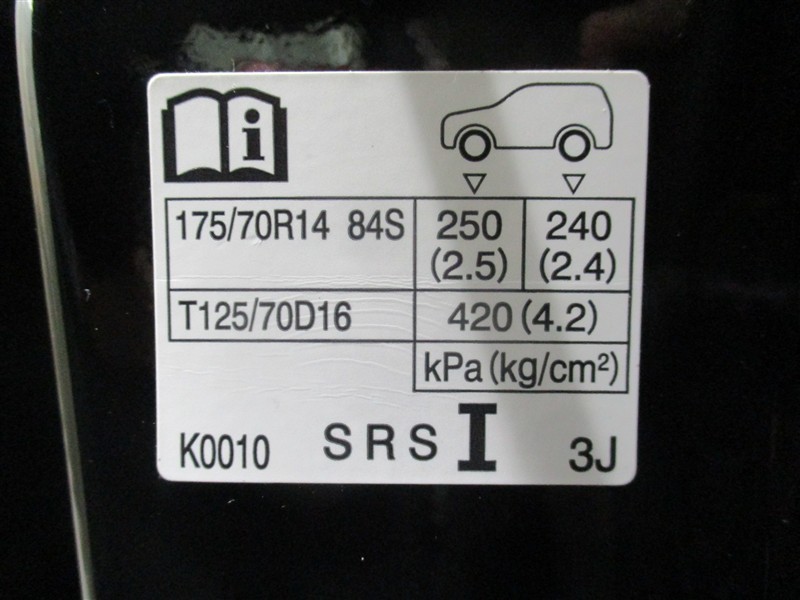 i
175/70R14 84S 250 (2.5) 240 (2.4)
T125/70D16 420 (4.2)
kPa (kg/cm²)
K0010 SRS I 3J